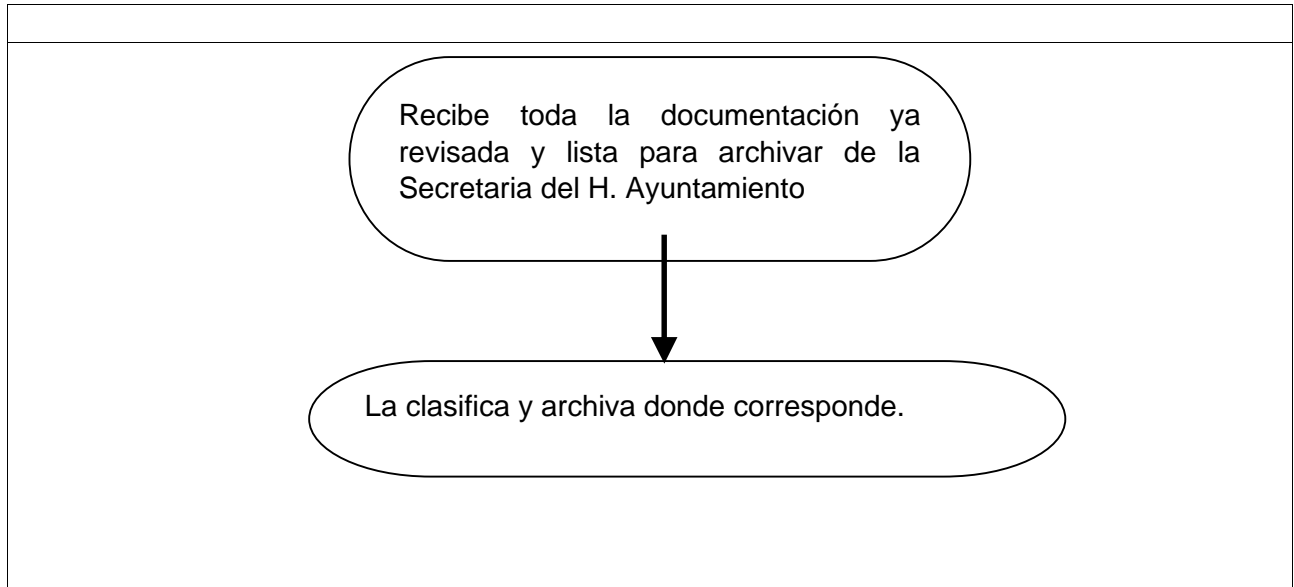 Recibe toda la documentación ya
revisada y lista para archivar de la
Secretaria del H. Ayuntamiento
La clasifica y archiva donde corresponde.